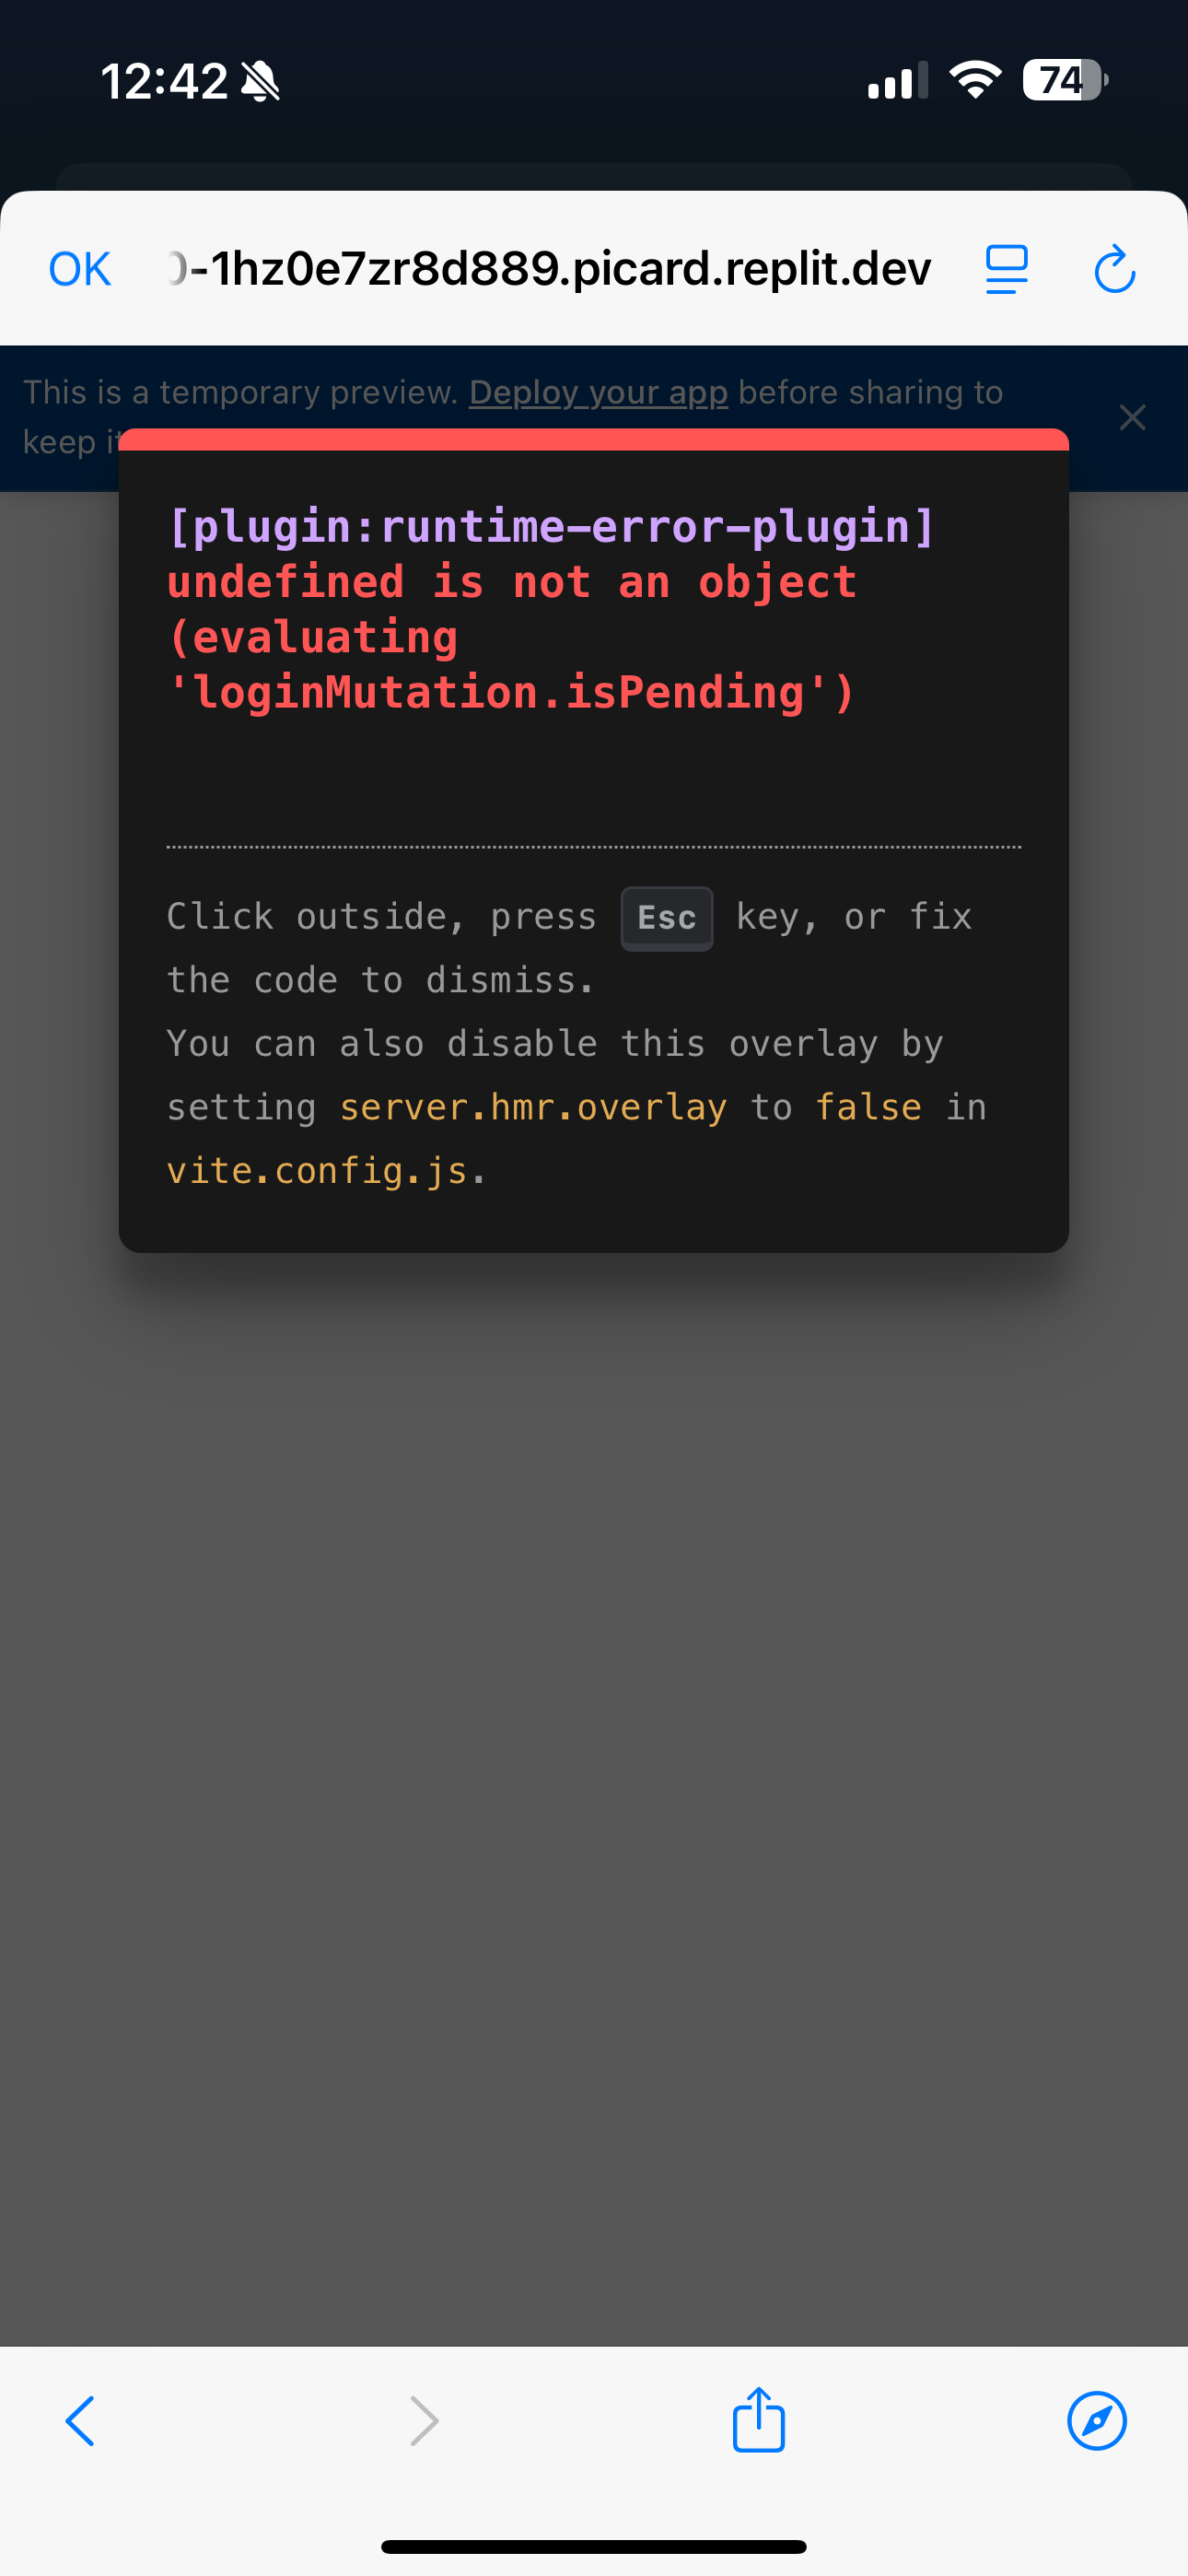 12:42
74
OK
-1hz0e7zr8d889.picard.replit.dev
This is a temporary preview. Deploy your app before sharing to
keep
[plugin:runtime-error-plugin]
undefined is not an object
(evaluating
'loginMutation.isPending')
Click outside, press Esc key, or fix
the code to dismiss.
You can also disable this overlay by
setting server.hmr.overlay to false in
vite.config.js.